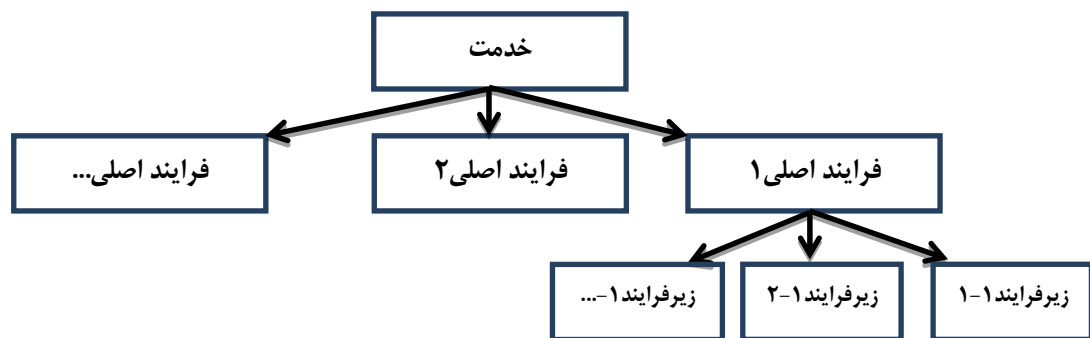 خدمت
فرایند اصلی۱
فرایند اصلی۲
فرایند اصلی...
زیرفرایند۱-۱
زیرفرایند۱-۲
زیرفرایند۱-...